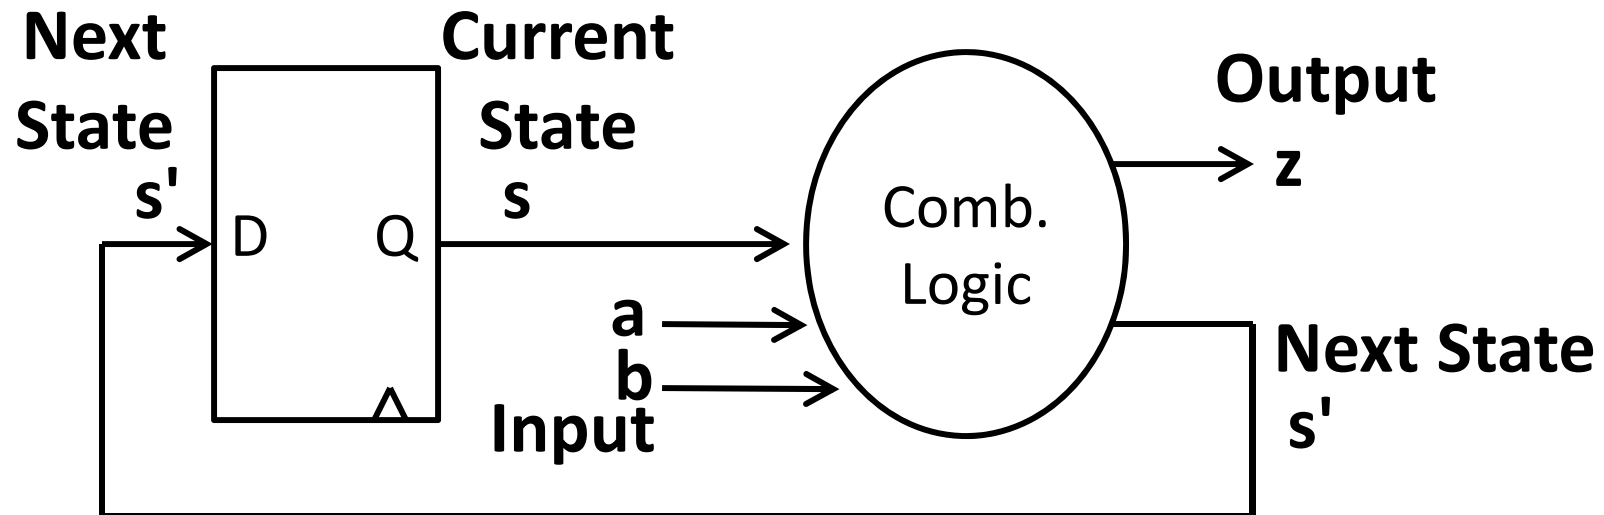 Next
State
s'
D
Q
Current
State
s
a
b
Input
Comb.
Logic
Output
z
Next State
s'